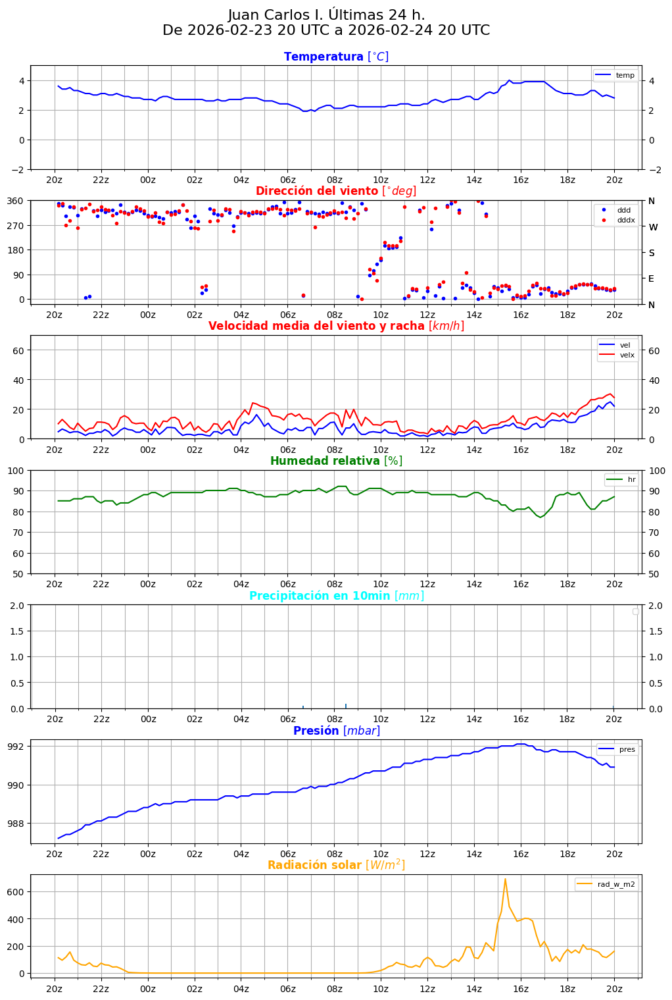 Juan Carlos I. Últimas 24 h.
De 2026-02-23 20 UTC a 2026-02-24 20 UTC
Temperatura [°C]
4 temp 4
2 2
0 0
−2 −2
20z 22z 00z 02z 04z 06z 08z 10z 12z 14z 16z 18z 20z
Dirección del viento [°deg]
360 N
ddd
dddx
270 W
180 S
90 E
0 N
20z 22z 00z 02z 04z 06z 08z 10z 12z 14z 16z 18z 20z
Velocidad media del viento y racha [km/h]
vel
60 velx 60
40 40
20 20
0 0
20z 22z 00z 02z 04z 06z 08z 10z 12z 14z 16z 18z 20z
Humedad relativa [%]
100 100
hr
90 90
80 80
70 70
60 60
50 50
20z 22z 00z 02z 04z 06z 08z 10z 12z 14z 16z 18z 20z
Precipitación en 10min [mm]
2.0 2.0
1.5 1.5
1.0 1.0
0.5 0.5
0.0 0.0
20z 22z 00z 02z 04z 06z 08z 10z 12z 14z 16z 18z 20z
Presión [mbar]
992 pres
990
988
20z 22z 00z 02z 04z 06z 08z 10z 12z 14z 16z 18z 20z
Radiación solar [W/m²]
rad_w_m2
600
400
200
0
20z 22z 00z 02z 04z 06z 08z 10z 12z 14z 16z 18z 20z